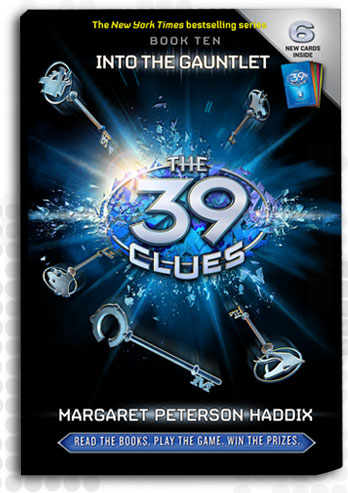 The New York Times bestselling series
6
NEW CARDS
INSIDE
BOOK TEN
INTO THE GAUNTLET
THE
39
CLUES
M
MARGARET PETERSON HADDIX
READ THE BOOKS. PLAY THE GAME. WIN THE PRIZES.